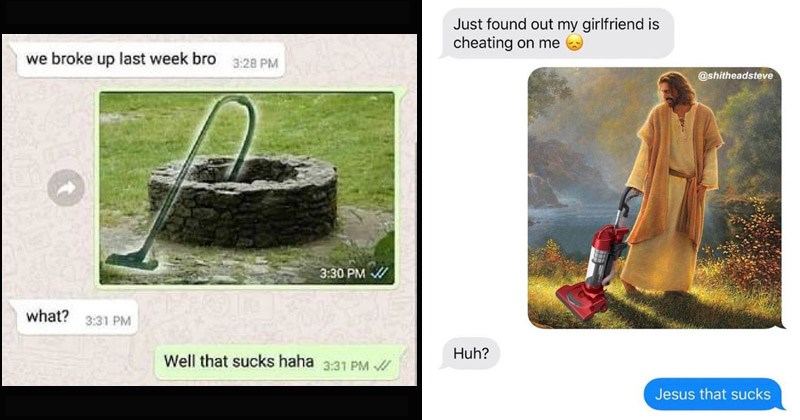 we broke up last week bro 3:28 PM
3:30 PM
what? 3:31 PM
Well that sucks haha 3:31 PM
Just found out my girlfriend is
cheating on me 😞
@shitheadsteve
Huh?
Jesus that sucks